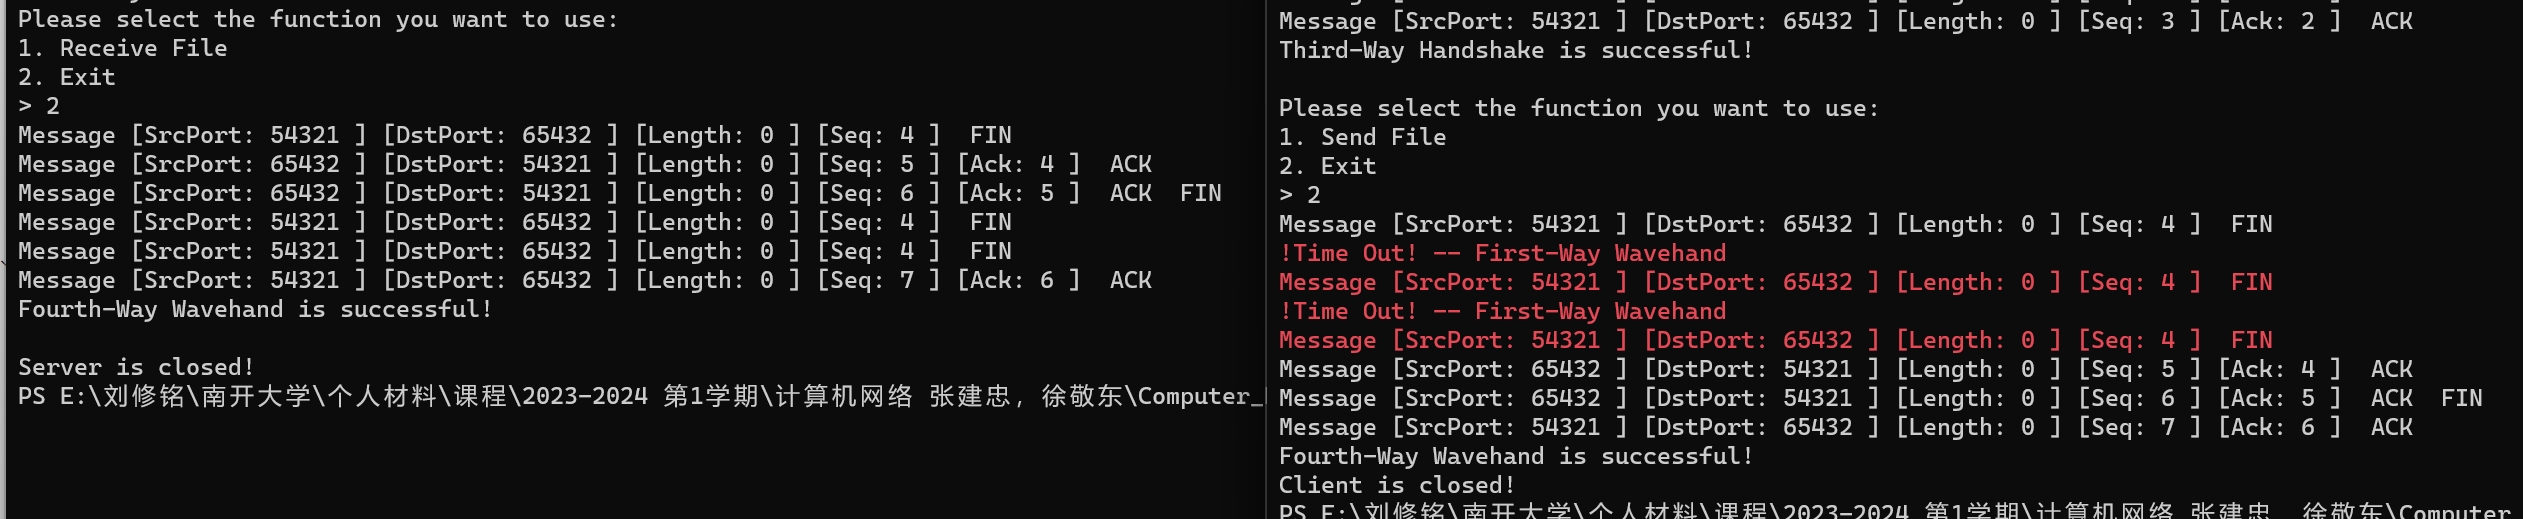 Please select the function you want to use:
1. Receive File
2. Exit
> 2
Message [SrcPort: 54321 ] [DstPort: 65432 ] [Length: 0 ] [Seq: 4 ]  FIN
Message [SrcPort: 65432 ] [DstPort: 54321 ] [Length: 0 ] [Seq: 5 ] [Ack: 4 ]  ACK
Message [SrcPort: 65432 ] [DstPort: 54321 ] [Length: 0 ] [Seq: 6 ] [Ack: 5 ]  ACK  FIN
Message [SrcPort: 54321 ] [DstPort: 65432 ] [Length: 0 ] [Seq: 4 ]  FIN
Message [SrcPort: 54321 ] [DstPort: 65432 ] [Length: 0 ] [Seq: 4 ]  FIN
Message [SrcPort: 54321 ] [DstPort: 65432 ] [Length: 0 ] [Seq: 7 ] [Ack: 6 ]  ACK
Fourth-Way Wavehand is successful!
Server is closed!
PS E:\刘修铭\南开大学\个人材料\课程\2023-2024 第1学期\计算机网络 张建忠，徐敬东\Computer_
Message [SrcPort: 54321 ] [DstPort: 65432 ] [Length: 0 ] [Seq: 3 ] [Ack: 2 ]  ACK
Third-Way Handshake is successful!
Please select the function you want to use:
1. Send File
2. Exit
> 2
Message [SrcPort: 54321 ] [DstPort: 65432 ] [Length: 0 ] [Seq: 4 ]  FIN
!Time Out! -- First-Way Wavehand
Message [SrcPort: 54321 ] [DstPort: 65432 ] [Length: 0 ] [Seq: 4 ]  FIN
!Time Out! -- First-Way Wavehand
Message [SrcPort: 54321 ] [DstPort: 65432 ] [Length: 0 ] [Seq: 4 ]  FIN
Message [SrcPort: 65432 ] [DstPort: 54321 ] [Length: 0 ] [Seq: 5 ] [Ack: 4 ]  ACK
Message [SrcPort: 65432 ] [DstPort: 54321 ] [Length: 0 ] [Seq: 6 ] [Ack: 5 ]  ACK  FIN
Message [SrcPort: 54321 ] [DstPort: 65432 ] [Length: 0 ] [Seq: 7 ] [Ack: 6 ]  ACK
Fourth-Way Wavehand is successful!
Client is closed!
PS E:\刘修铭\南开大学\个人材料\课程\2023-2024 第1学期\计算机网络 张建忠，徐敬东\Computer